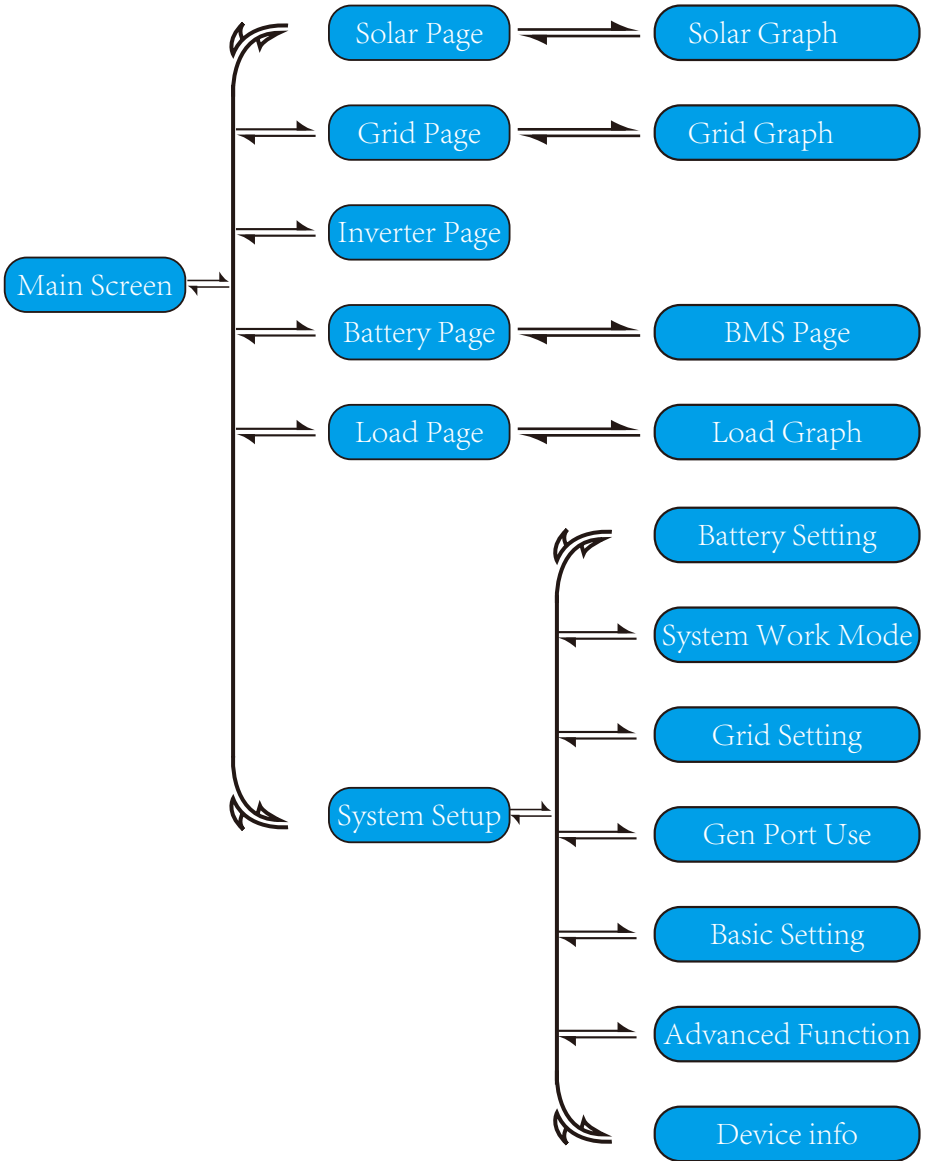 Solar Page
Solar Graph
Grid Page
Grid Graph
Inverter Page
Main Screen
Battery Page
BMS Page
Load Page
Load Graph
Battery Setting
System Work Mode
Grid Setting
System Setup
Gen Port Use
Basic Setting
Advanced Function
Device info